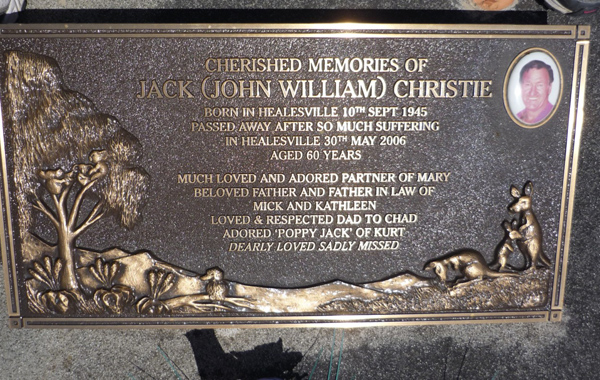 CHERISHED MEMORIES OF
JACK (JOHN WILLIAM) CHRISTIE
BORN IN HEALESVILLE 10TH SEPT 1945
PASSED AWAY AFTER SO MUCH SUFFERING
IN HEALESVILLE 30TH MAY 2006
AGED 60 YEARS
MUCH LOVED AND ADORED PARTNER OF MARY
BELOVED FATHER AND FATHER IN LAW OF
MICK AND KATHLEEN
LOVED & RESPECTED DAD TO CHAD
ADORED 'POPPY JACK' OF KURT
DEARLY LOVED SADLY MISSED